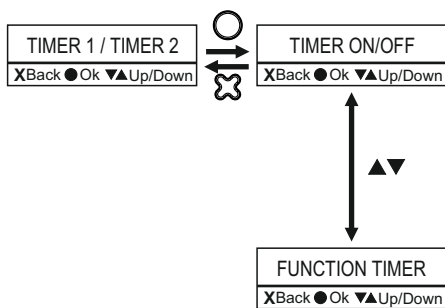 TIMER 1 / TIMER 2
XBack ●Ok ▼▲Up/Down
TIMER ON/OFF
XBack ●Ok ▼▲Up/Down
▲▼
FUNCTION TIMER
XBack ●Ok ▼▲Up/Down